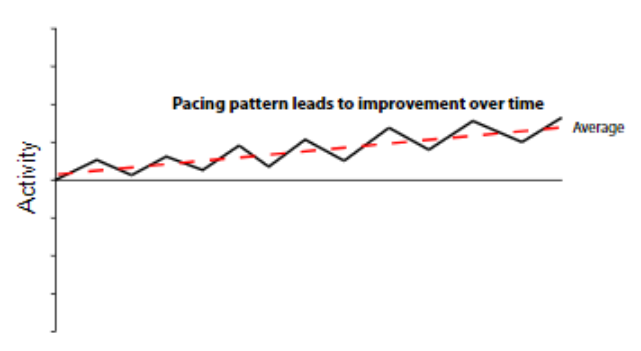 Pacing pattern leads to improvement over time
Average
Activity